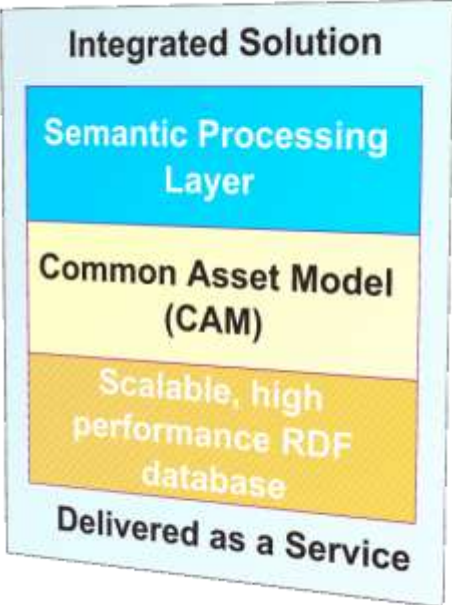 Integrated Solution
Semantic Processing
Layer
Common Asset Model
(CAM)
Scalable, high
performance RDF
database
Delivered as a Service